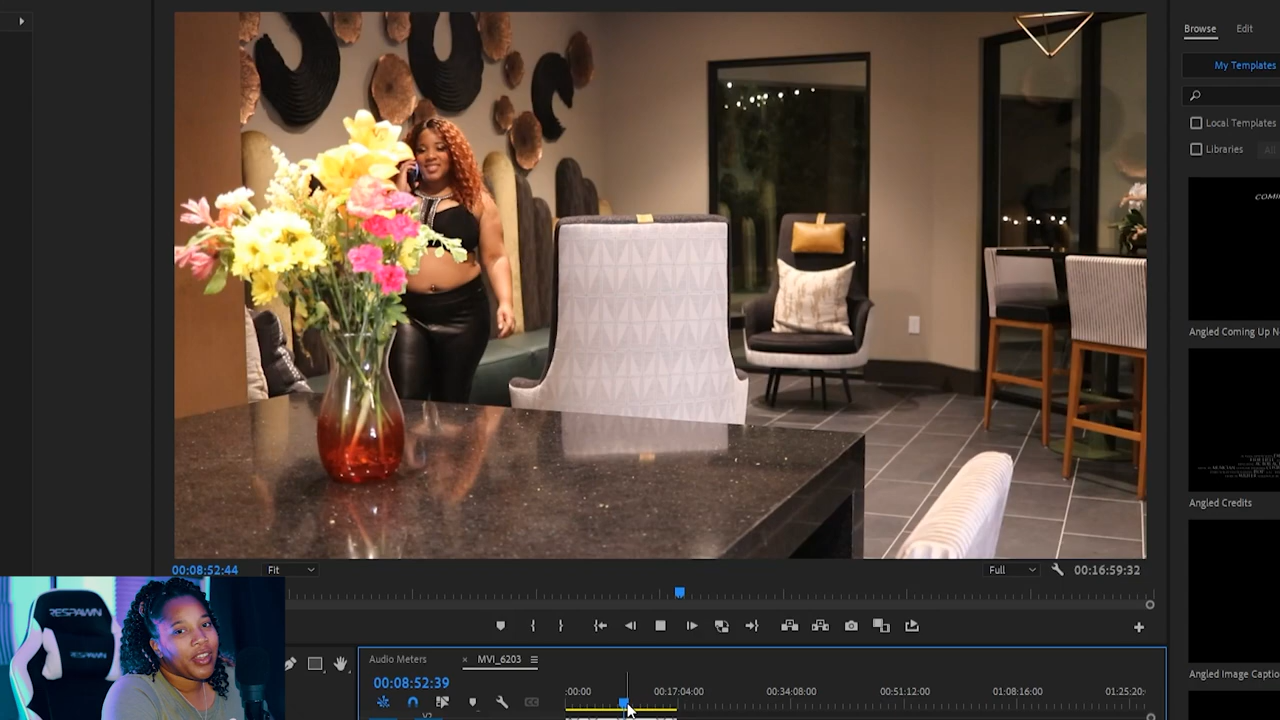 Browse Edit
My Templates
Local Templates
Libraries
Angled Coming Up N
Angled Credits
Angled Image Caption
00:08:52:44 Fit Full 00:16:59:32
RESPAWN
RESPAWN
Audio Meters × MVI_6203
00:08:52:39
:00:00 00:17:04:00 00:34:08:00 00:51:12:00 01:08:16:00 01:25:20: